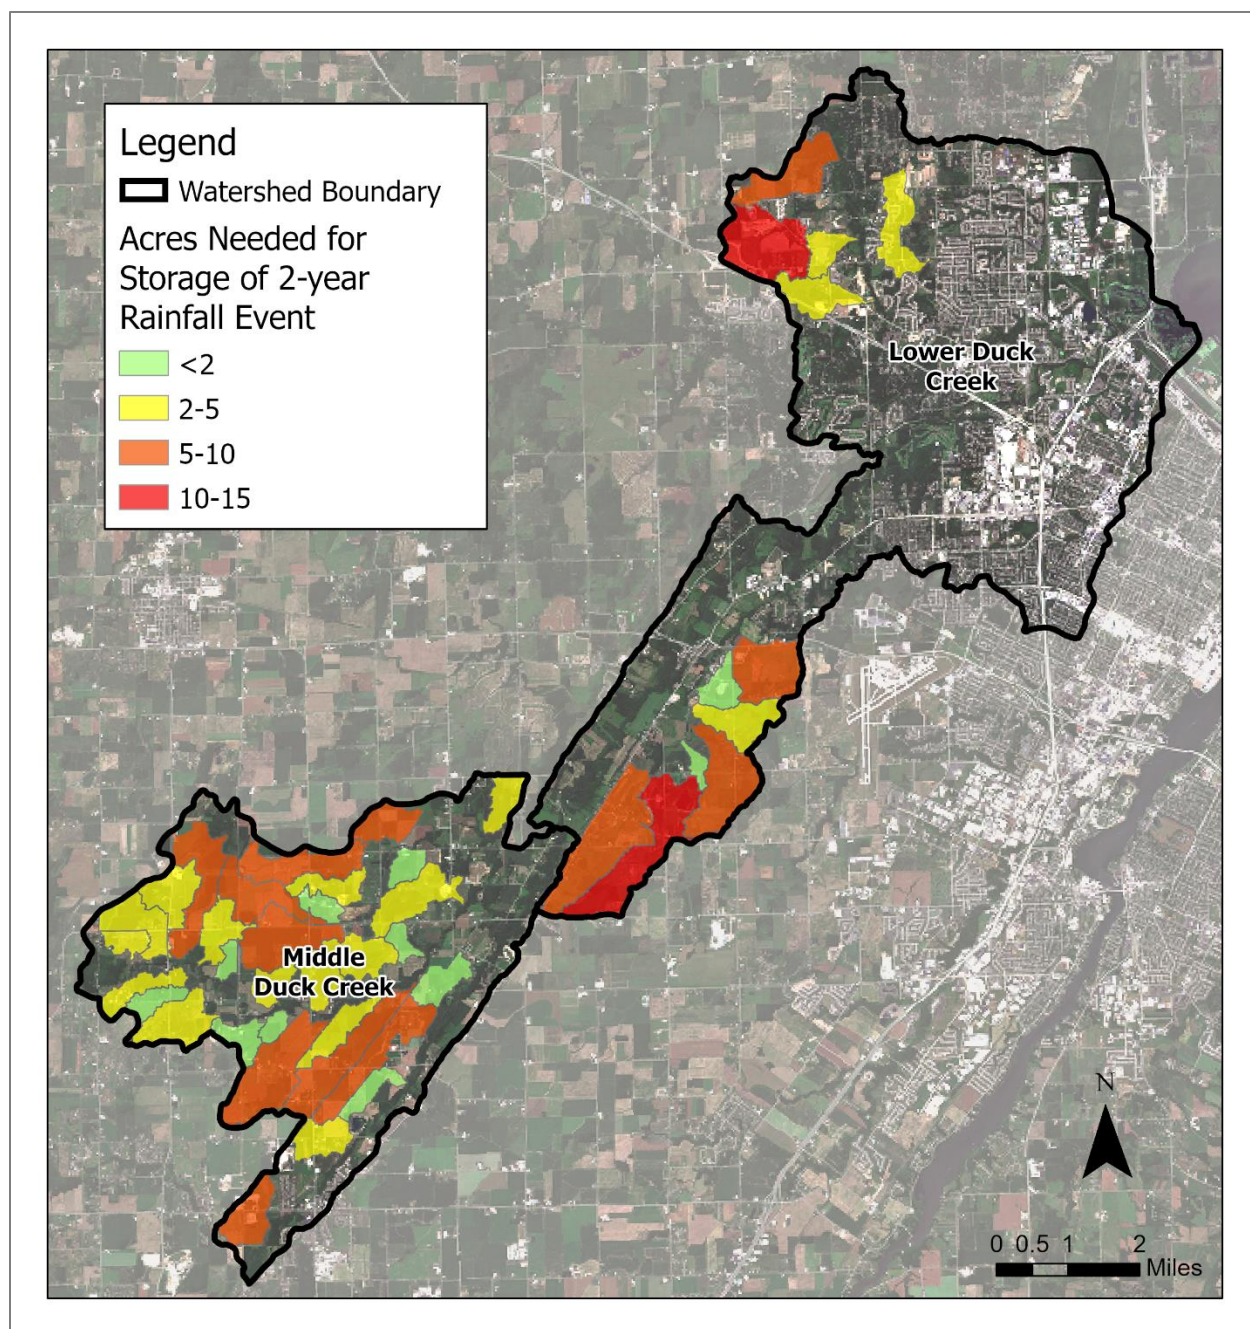 Legend
Watershed Boundary
Acres Needed for
Storage of 2-year
Rainfall Event
<2
2-5
5-10
10-15
Lower Duck
Creek
Middle
Duck Creek
N
0 0.5 1 2
Miles